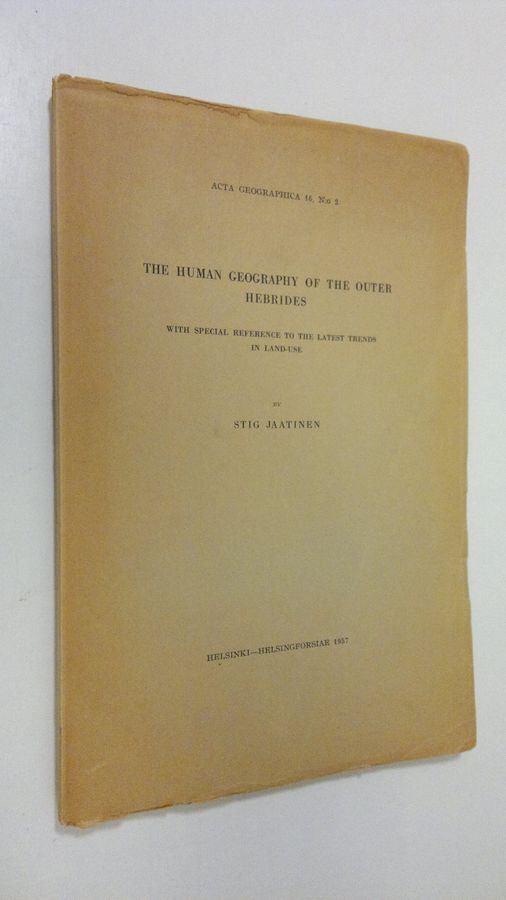 ACTA GEOGRAPHICA 16, N:o 2
THE HUMAN GEOGRAPHY OF THE OUTER
HEBRIDES
WITH SPECIAL REFERENCE TO THE LATEST TRENDS
IN LAND-USE
BY
STIG JAATINEN
HELSINKI—HELSINGFORSIAE 1957